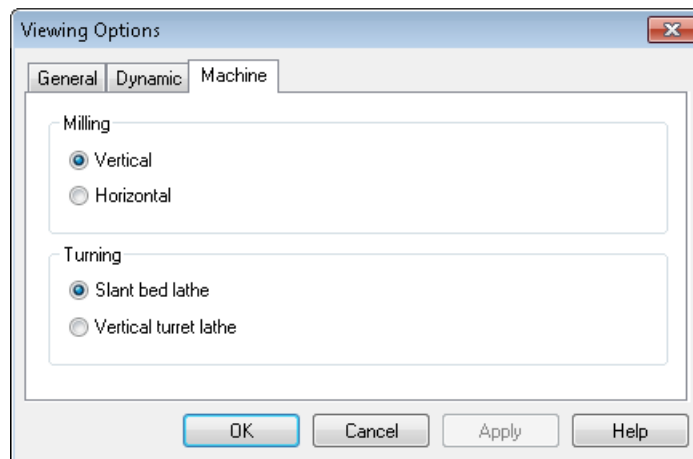 Viewing Options
General Dynamic Machine
Milling
Vertical
Horizontal
Turning
Slant bed lathe
Vertical turret lathe
OK Cancel Apply Help